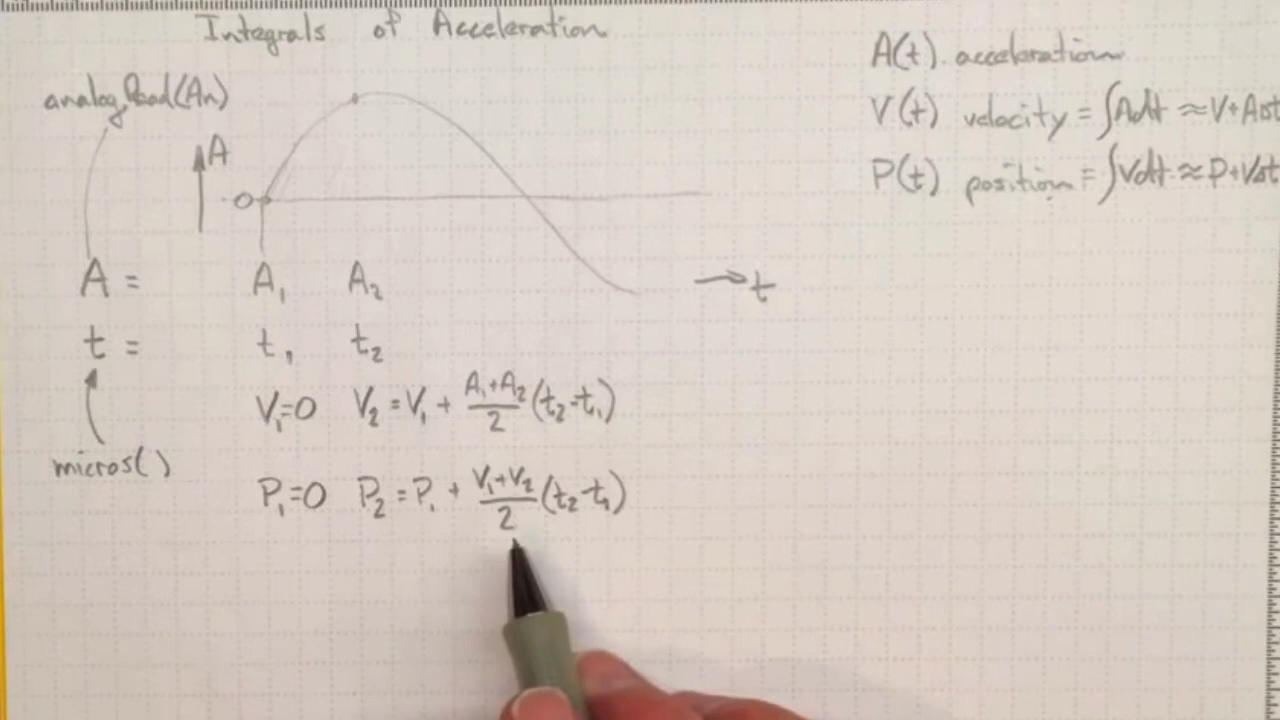 Integrals of Acceleration
analogRead(An)
A
0
A = A₁ A₂
→ t
t = t₁ t₂
V₁=0 V₂ = V₁ + (A₁+A₂)/2 (t₂-t₁)
micros()
P₁=0 P₂ = P₁ + (V₁+V₂)/2 (t₂-t₁)
A(t) acceleration
V(t) velocity = ∫Adt ≈ V+AΔt
P(t) position = ∫Vdt ≈ P+VΔt